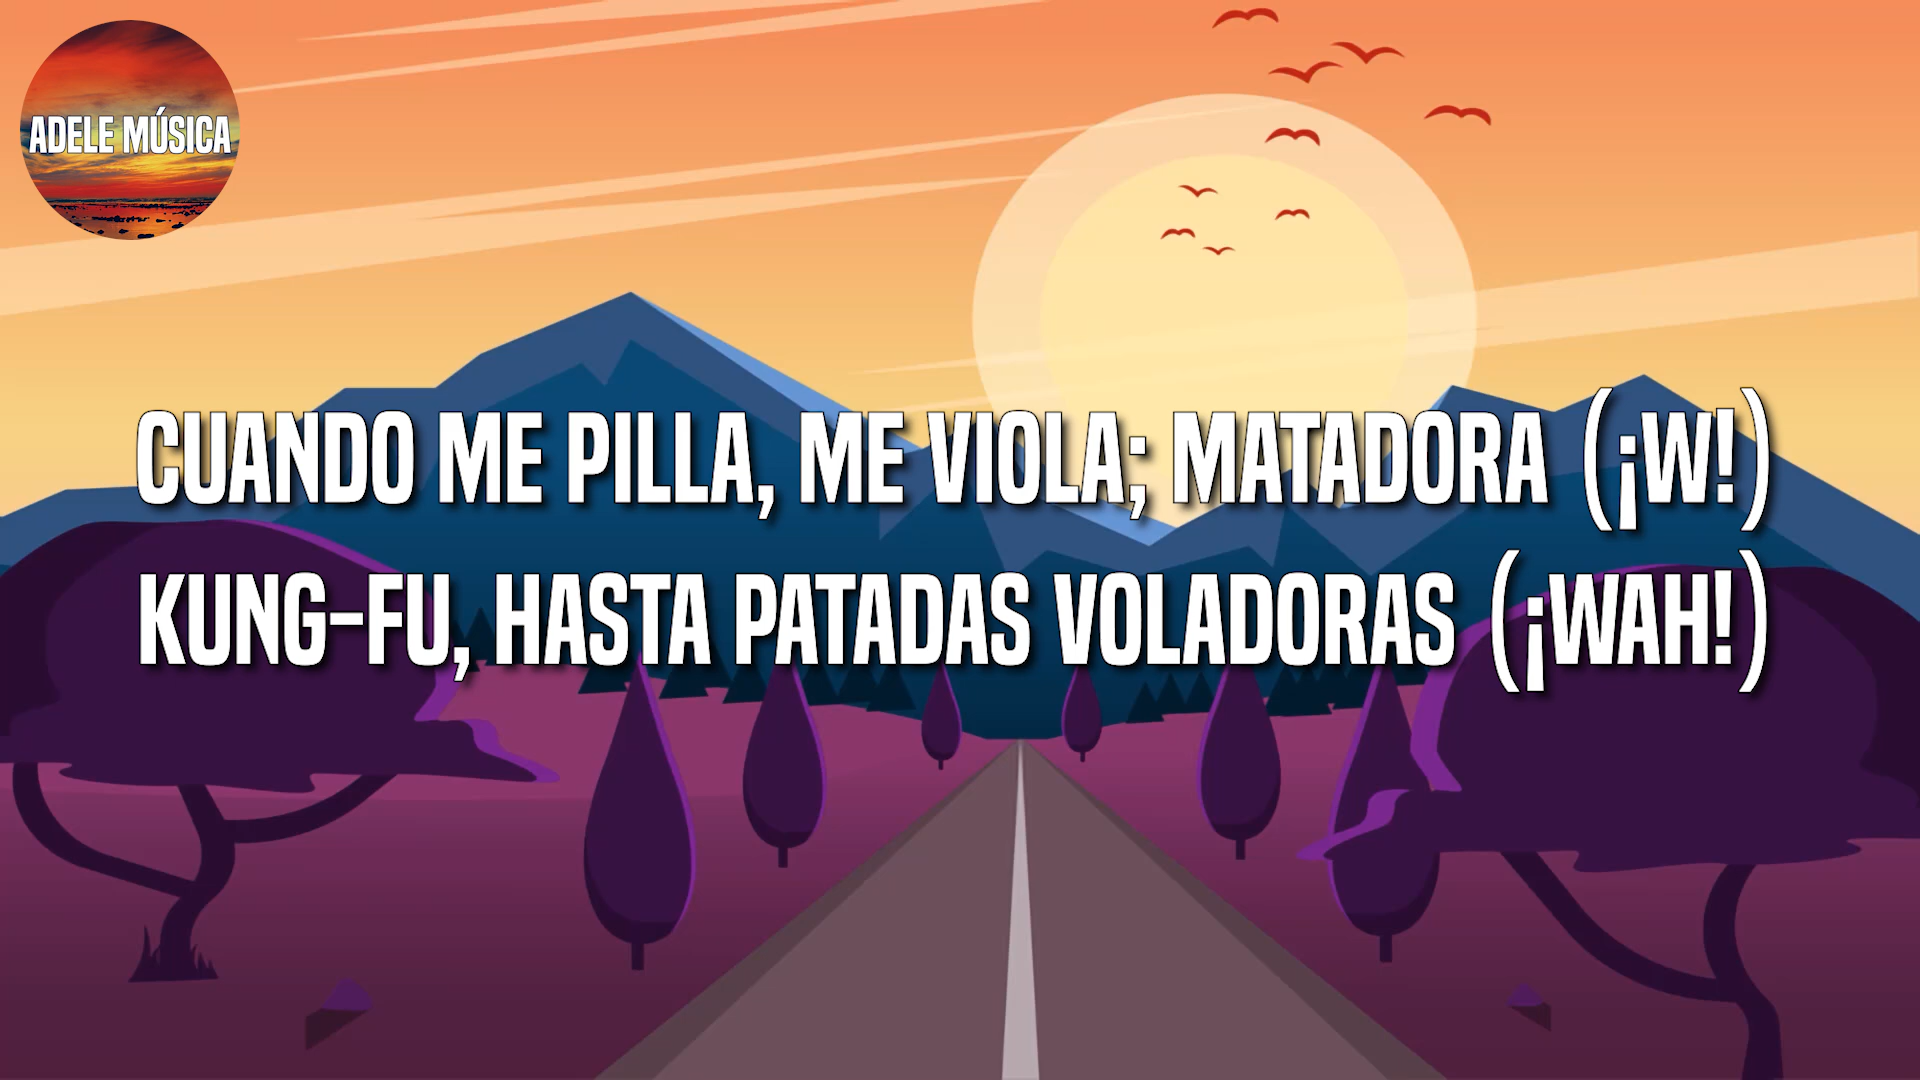 ADELE MÚSICA
CUANDO ME PILLA, ME VIOLA; MATADORA (¡W!)
KUNG-FU, HASTA PATADAS VOLADORAS (¡WAH!)